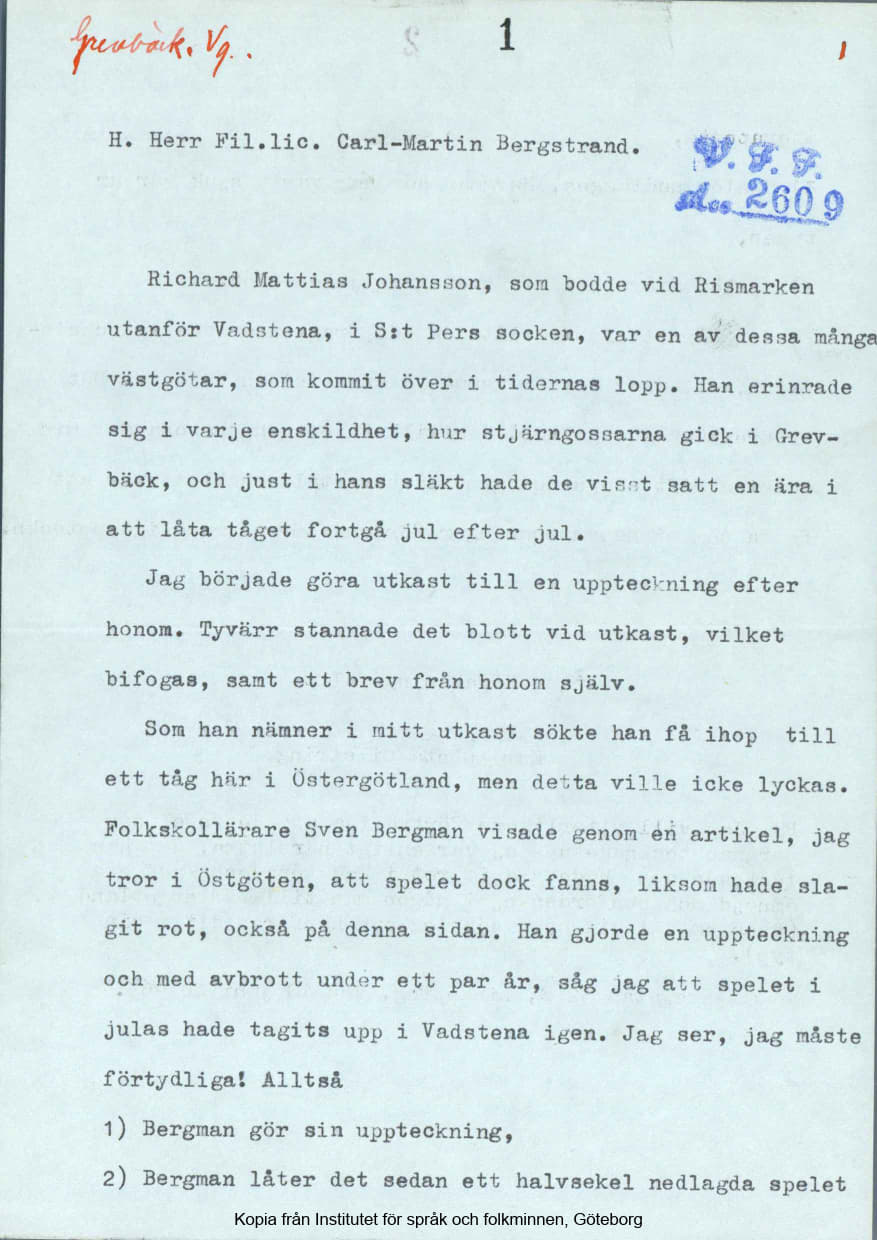 Grevbäck. Vg.
1
1
H. Herr Fil.lic. Carl-Martin Bergstrand.
V. F. F.
Acc 2609
Richard Mattias Johansson, som bodde vid Rismarken
utanför Vadstena, i S:t Pers socken, var en av dessa många
västgötar, som kommit över i tidernas lopp. Han erinrade
sig i varje enskildhet, hur stjärngossarna gick i Grev-
bäck, och just i hans släkt hade de visst satt en ära i
att låta tåget fortgå jul efter jul.
Jag började göra utkast till en uppteckning efter
honom. Tyvärr stannade det blott vid utkast, vilket
bifogas, samt ett brev från honom själv.
Som han nämner i mitt utkast sökte han få ihop till
ett tåg här i Östergötland, men detta ville icke lyckas.
Folkskollärare Sven Bergman visade genom en artikel, jag
tror i Östgöten, att spelet dock fanns, liksom hade sla-
git rot, också på denna sidan. Han gjorde en uppteckning
och med avbrott under ett par år, såg jag att spelet i
julas hade tagits upp i Vadstena igen. Jag ser, jag måste
förtydliga! Alltså
1) Bergman gör sin uppteckning,
2) Bergman låter det sedan ett halvsekel nedlagda spelet
Kopia från Institutet för språk och folkminnen, Göteborg